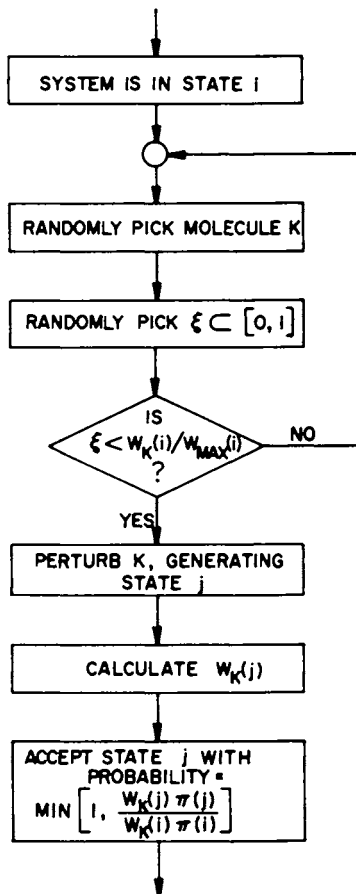 SYSTEM IS IN STATE i
RANDOMLY PICK MOLECULE K
RANDOMLY PICK ξ ⊂ [0, 1]
IS
ξ < W_K(i)/W_MAX(i)
?
NO
YES
PERTURB K, GENERATING
STATE j
CALCULATE W_K(j)
ACCEPT STATE j WITH
PROBABILITY =
MIN [1, W_K(j) π(j) / W_K(i) π(i)]